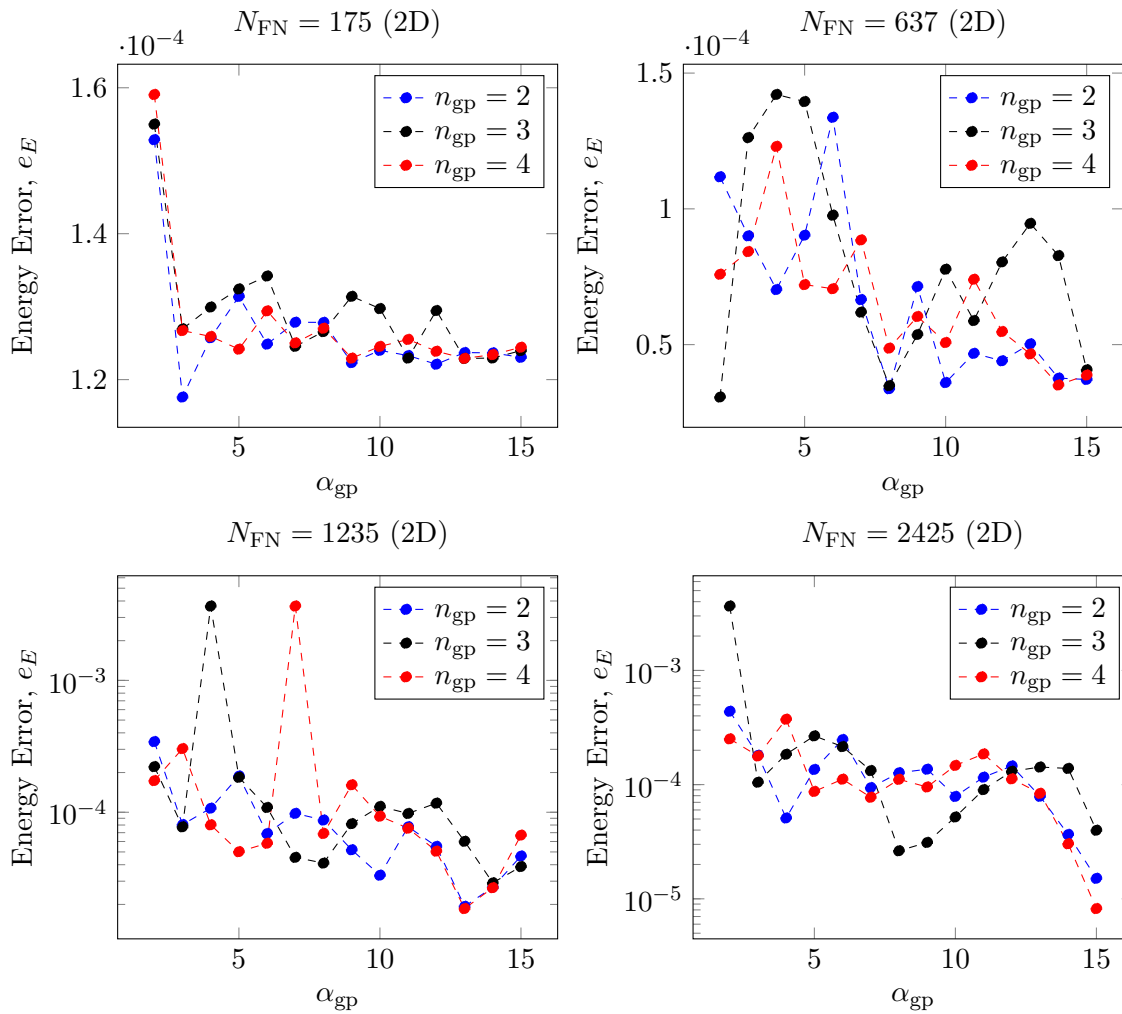 N_FN = 175 (2D)
·10⁻⁴
1.6
1.4
1.2
Energy Error, e_E
n_gp = 2
n_gp = 3
n_gp = 4
5
10
15
α_gp
N_FN = 637 (2D)
·10⁻⁴
1.5
1
0.5
Energy Error, e_E
n_gp = 2
n_gp = 3
n_gp = 4
5
10
15
α_gp
N_FN = 1235 (2D)
10⁻³
10⁻⁴
Energy Error, e_E
n_gp = 2
n_gp = 3
n_gp = 4
5
10
15
α_gp
N_FN = 2425 (2D)
10⁻³
10⁻⁴
10⁻⁵
Energy Error, e_E
n_gp = 2
n_gp = 3
n_gp = 4
5
10
15
α_gp